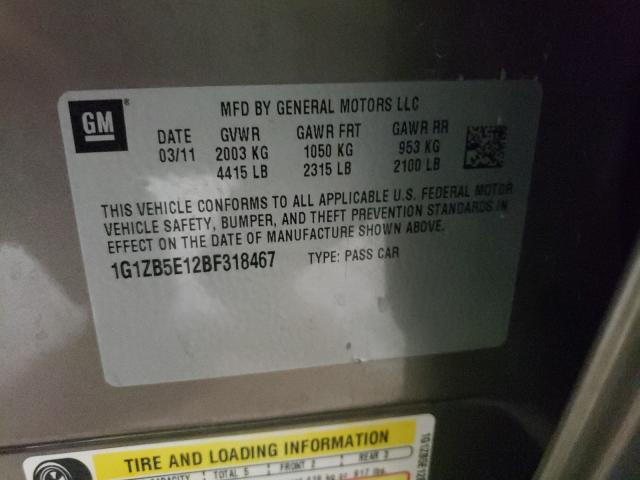 GM
MFD BY GENERAL MOTORS LLC
DATE GVWR GAWR FRT GAWR RR
03/11 2003 KG 1050 KG 953 KG
4415 LB 2315 LB 2100 LB
THIS VEHICLE CONFORMS TO ALL APPLICABLE U.S. FEDERAL MOTOR
VEHICLE SAFETY, BUMPER, AND THEFT PREVENTION STANDARDS IN
EFFECT ON THE DATE OF MANUFACTURE SHOWN ABOVE.
1G1ZB5E12BF318467 TYPE: PASS CAR
TIRE AND LOADING INFORMATION
TOTAL 5 FRONT 2 REAR 3